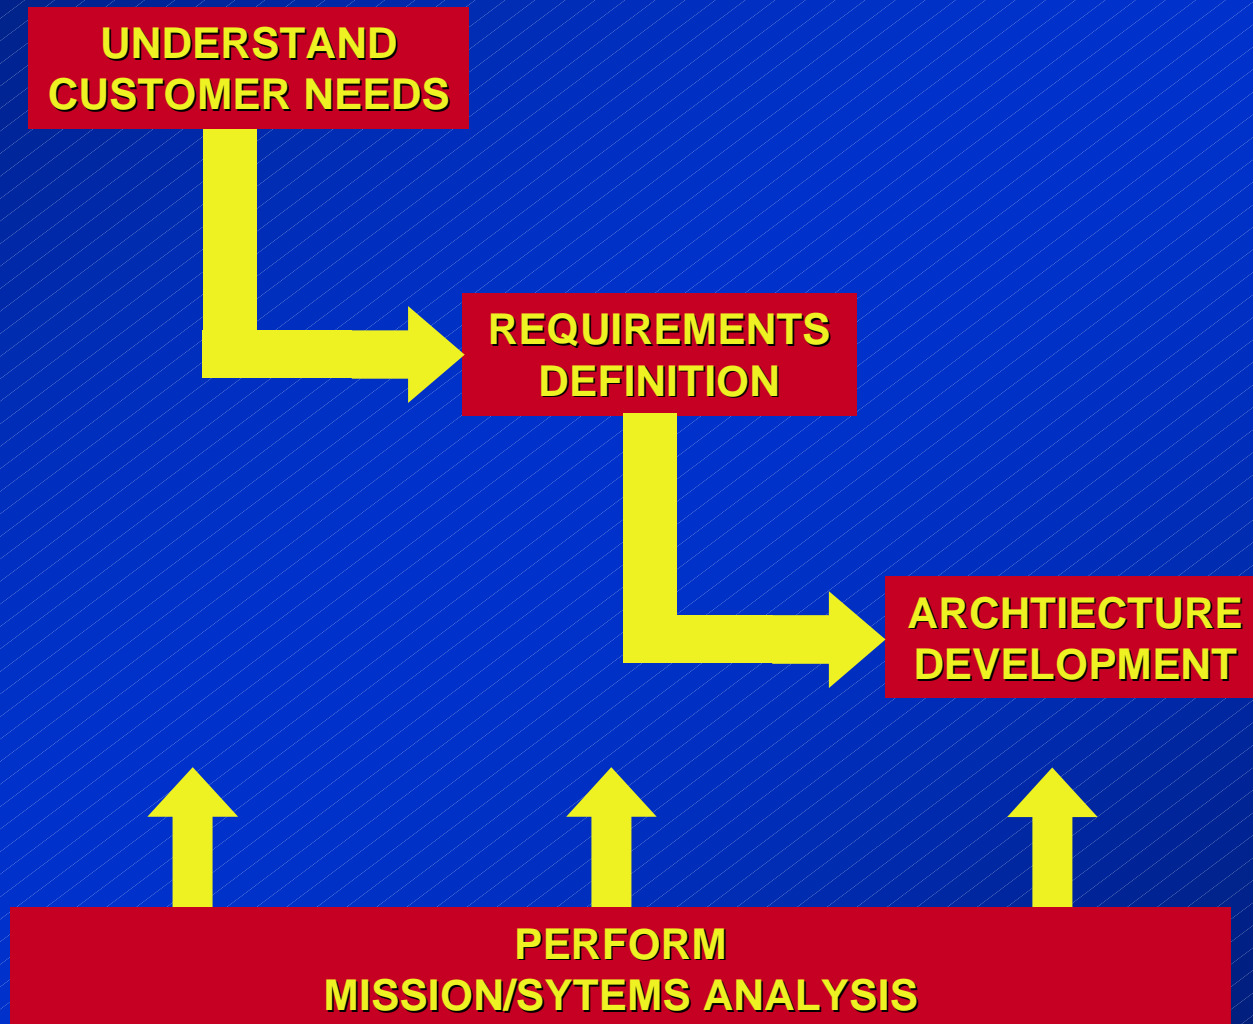 UNDERSTAND
CUSTOMER NEEDS
REQUIREMENTS
DEFINITION
ARCHTIECTURE
DEVELOPMENT
PERFORM
MISSION/SYTEMS ANALYSIS